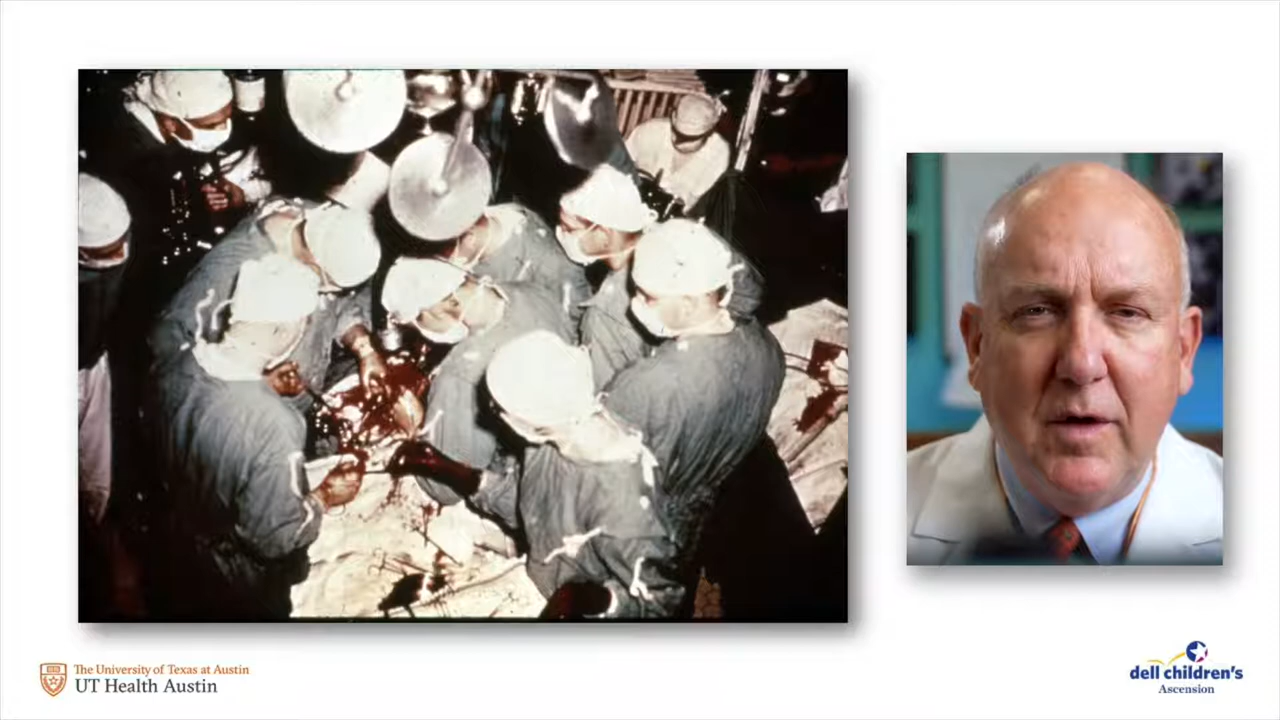 The University of Texas at Austin
UT Health Austin
dell children's
Ascension